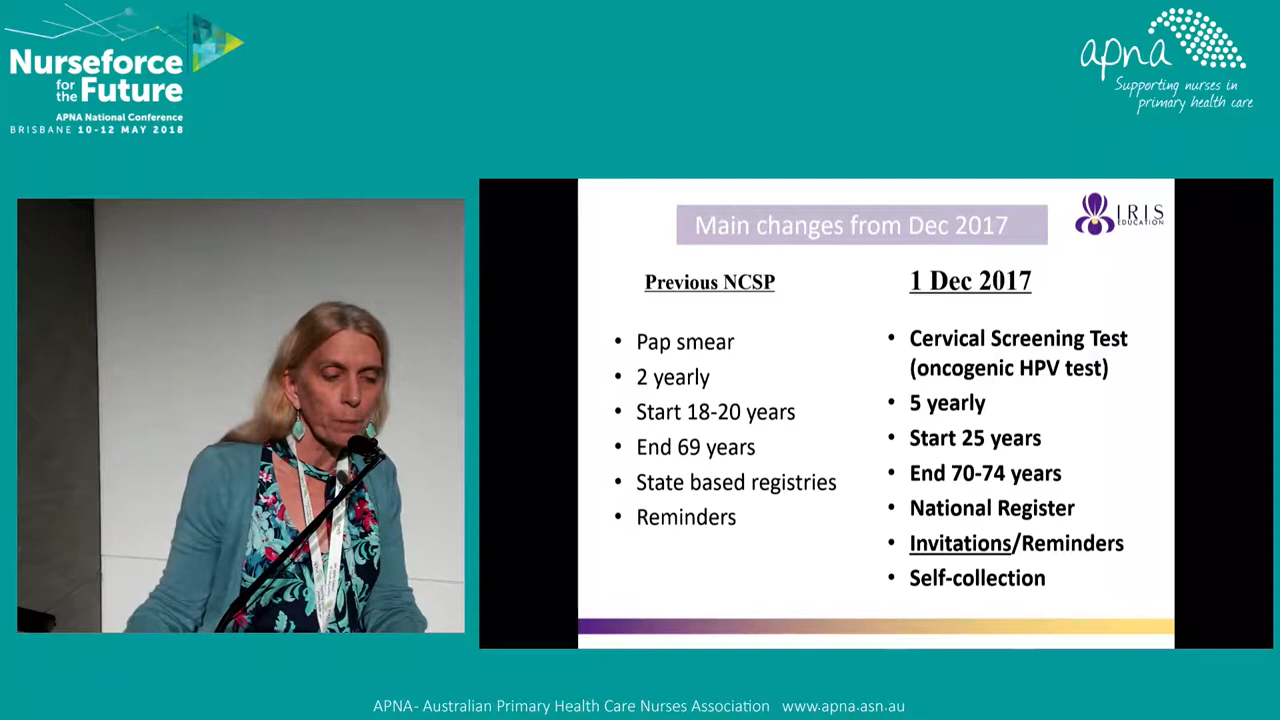 Nurseforce
for the Future
APNA National Conference
BRISBANE 10-12 MAY 2018
apna
Supporting nurses in
primary health care
Main changes from Dec 2017
IRIS
EDUCATION
Previous NCSP
• Pap smear
• 2 yearly
• Start 18-20 years
• End 69 years
• State based registries
• Reminders
1 Dec 2017
• Cervical Screening Test
(oncogenic HPV test)
• 5 yearly
• Start 25 years
• End 70-74 years
• National Register
• Invitations/Reminders
• Self-collection
APNA- Australian Primary Health Care Nurses Association www.apna.asn.au